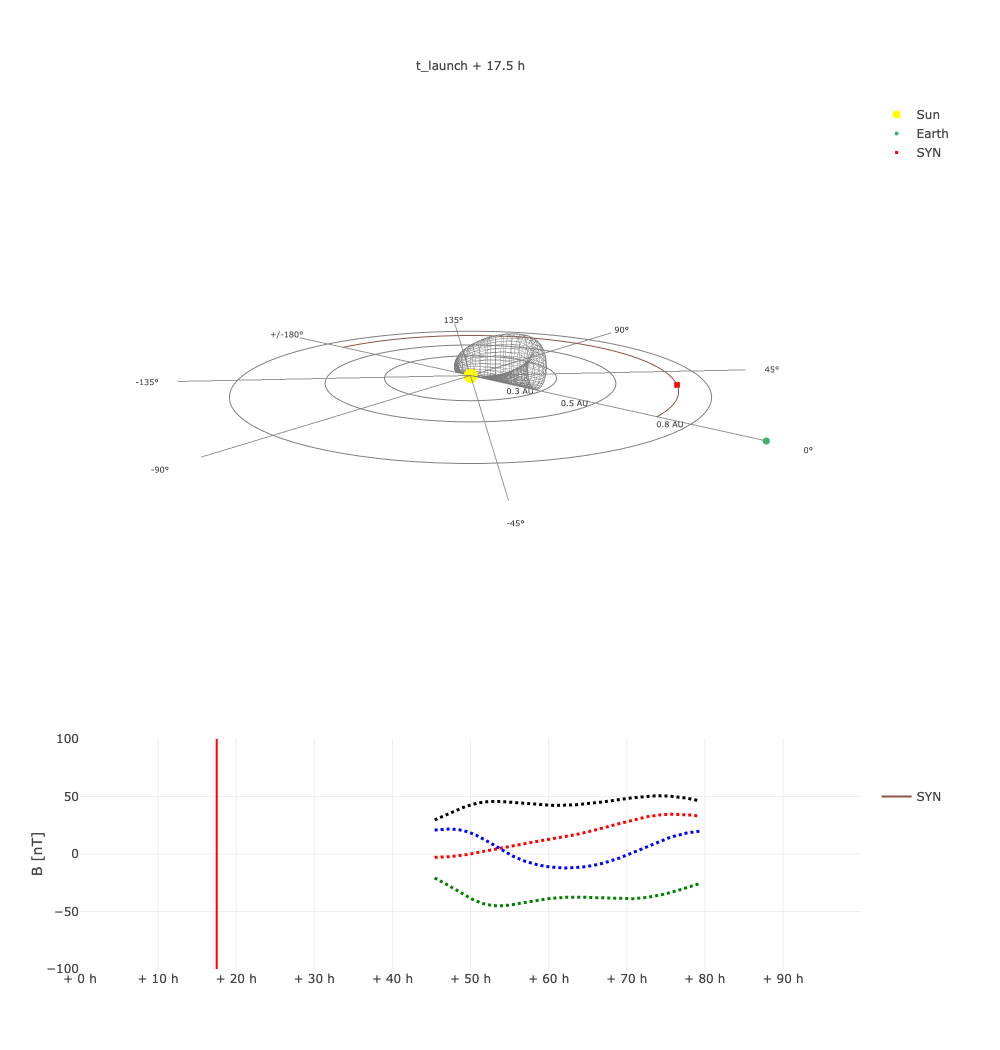 t_launch + 17.5 h
Sun
Earth
SYN
135°
+/-180°
90°
-135°
45°
0.3 AU
0.5 AU
0.8 AU
0°
-90°
-45°
100
50
0
−50
−100
B [nT]
+ 0 h
+ 10 h
+ 20 h
+ 30 h
+ 40 h
+ 50 h
+ 60 h
+ 70 h
+ 80 h
+ 90 h
SYN